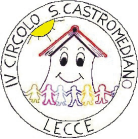 IV CIRCOLO S. CASTROMEDIANO
LECCE